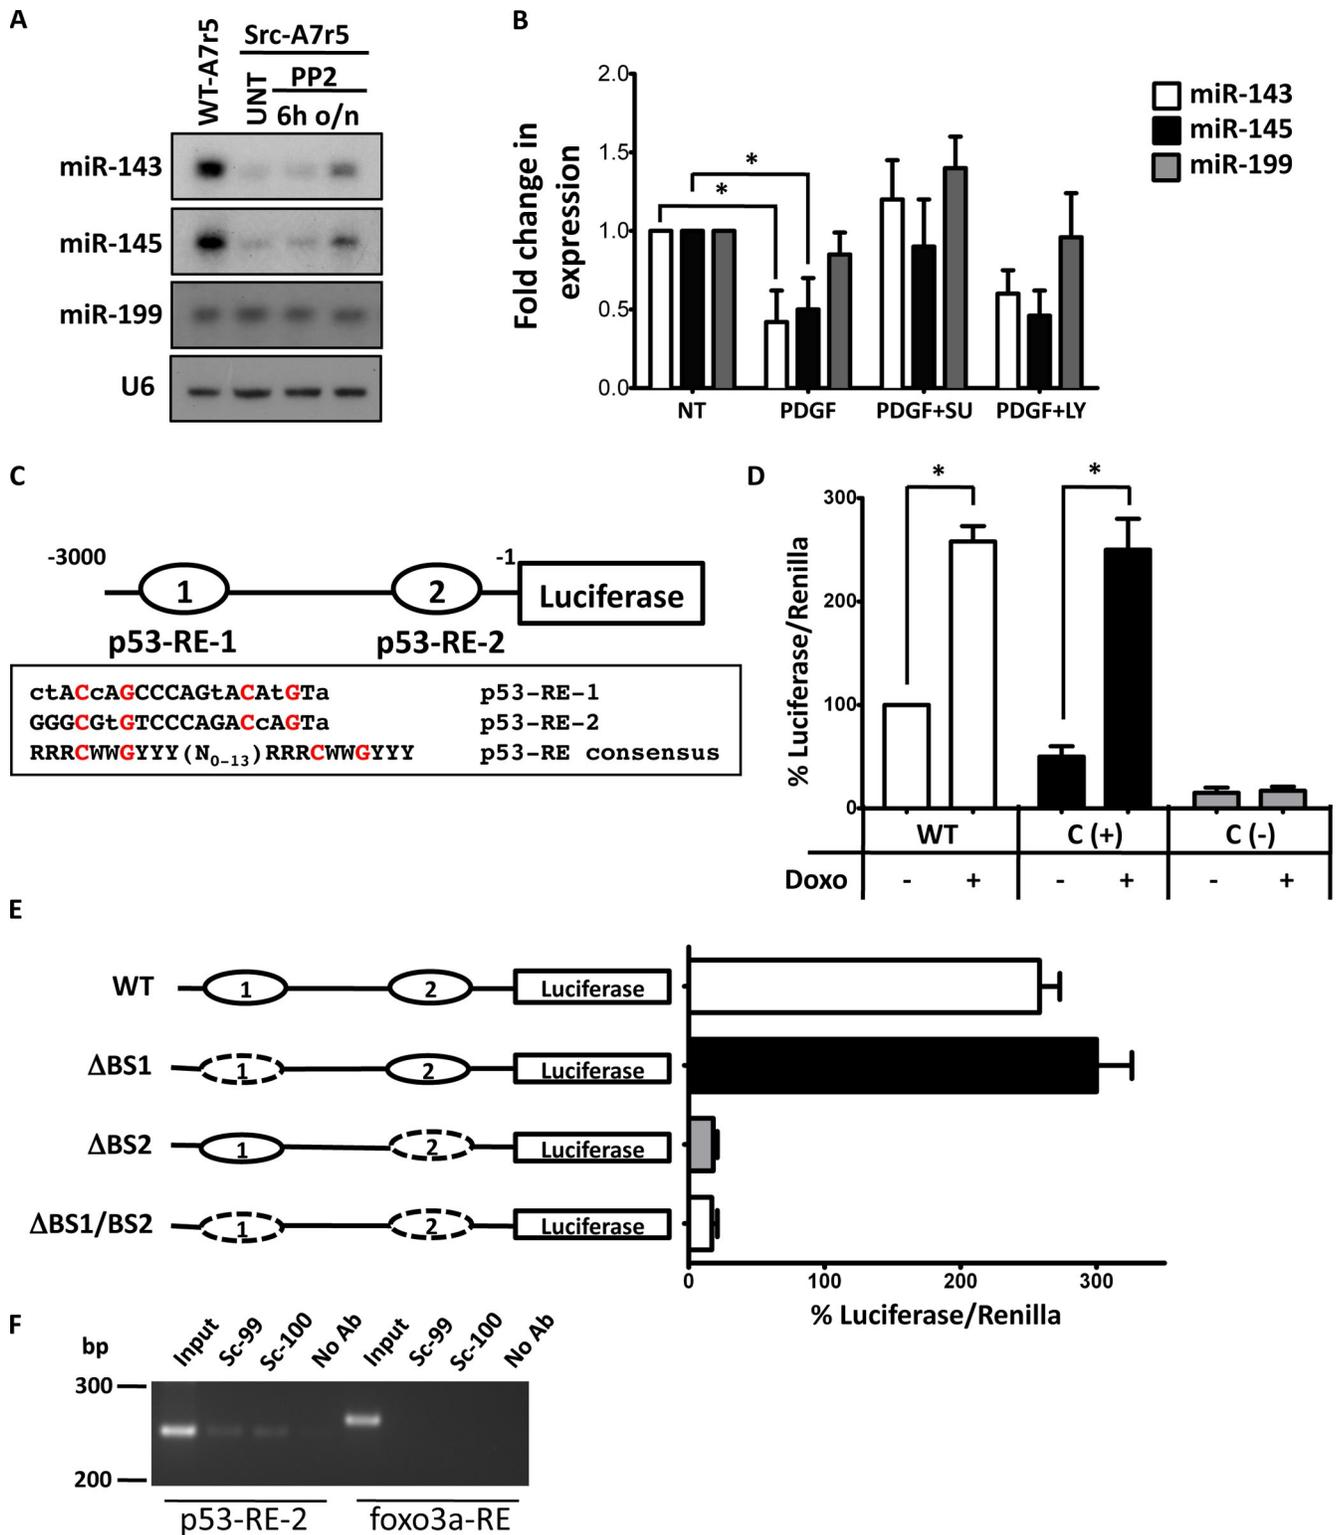 A
WT-A7r5
Src-A7r5
UNT
PP2
6h o/n
miR-143
miR-145
miR-199
U6
B
Fold change in
expression
2.0
1.5
1.0
0.5
0.0
*
*
NT
PDGF
PDGF+SU
PDGF+LY
miR-143
miR-145
miR-199
C
-3000
-1
1
2
Luciferase
p53-RE-1
p53-RE-2
ctACcAGCCCAGtACAtGTa p53-RE-1
GGGCGtGTCCCAGACcAGTa p53-RE-2
RRRCWWGYYY(N0-13)RRRCWWGYYY p53-RE consensus
D
% Luciferase/Renilla
300
200
100
0
*
*
WT
C (+)
C (-)
Doxo - + - + - +
E
WT 1 2 Luciferase
ΔBS1 1 2 Luciferase
ΔBS2 1 2 Luciferase
ΔBS1/BS2 1 2 Luciferase
0 100 200 300
% Luciferase/Renilla
F
bp
Input Sc-99 Sc-100 No Ab Input Sc-99 Sc-100 No Ab
300
200
p53-RE-2
foxo3a-RE